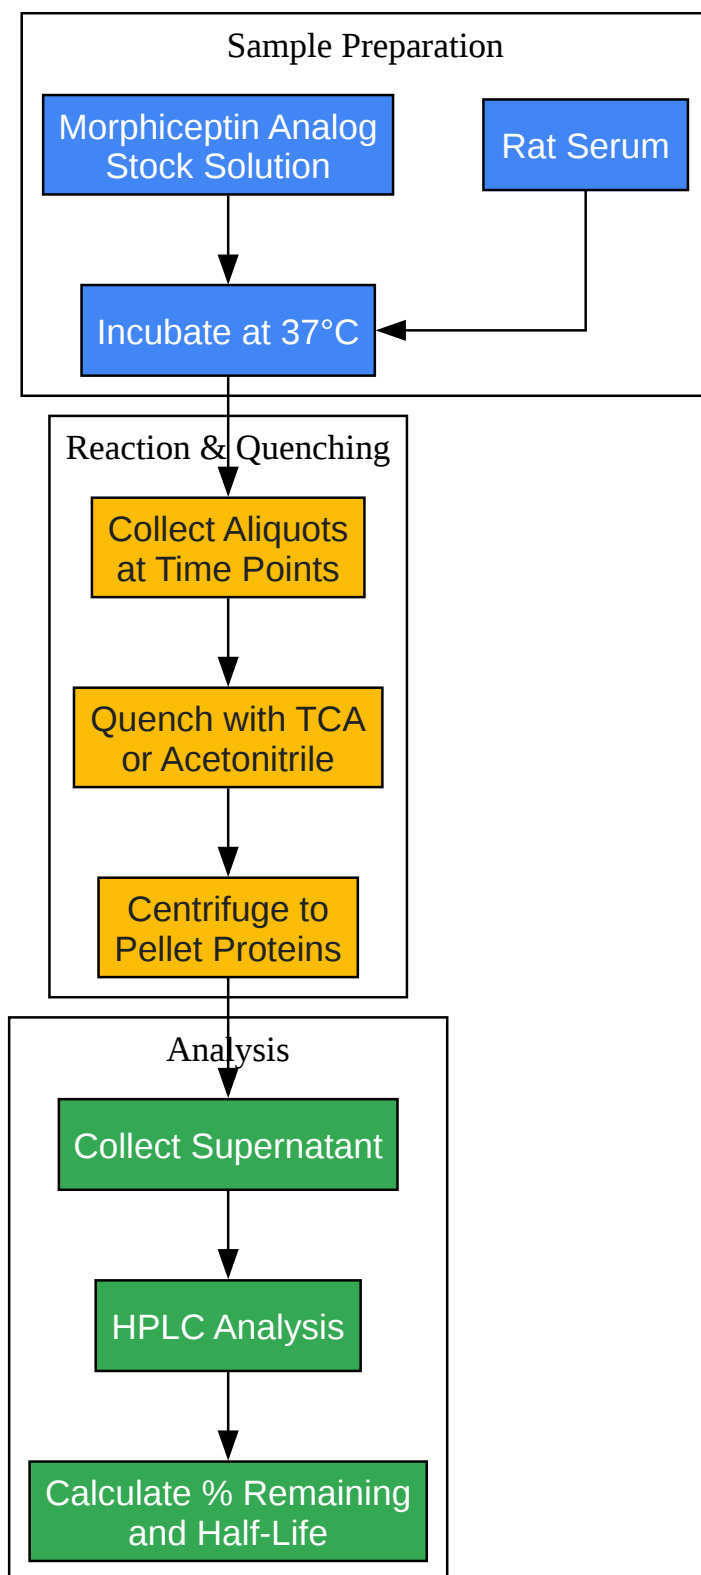 Sample Preparation
Morphiceptin Analog
Stock Solution
Rat Serum
Incubate at 37°C
Reaction & Quenching
Collect Aliquots
at Time Points
Quench with TCA
or Acetonitrile
Centrifuge to
Pellet Proteins
Analysis
Collect Supernatant
HPLC Analysis
Calculate % Remaining
and Half-Life